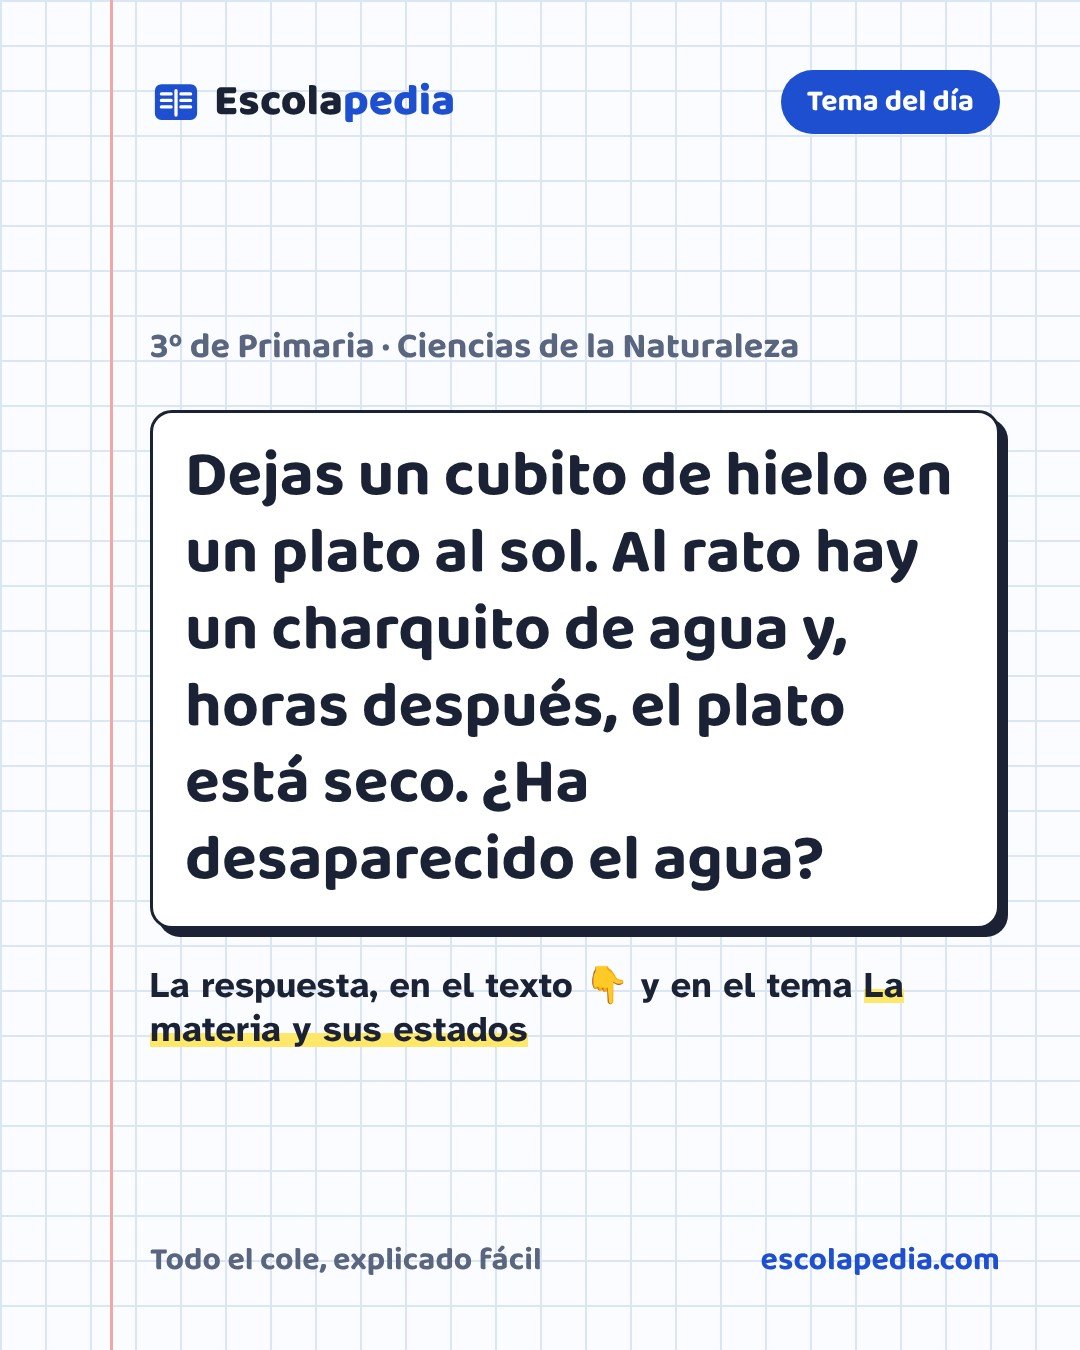 Escolapedia
Tema del día
3º de Primaria · Ciencias de la Naturaleza
Dejas un cubito de hielo en
un plato al sol. Al rato hay
un charquito de agua y,
horas después, el plato
está seco. ¿Ha
desaparecido el agua?
La respuesta, en el texto 👇 y en el tema La
materia y sus estados
Todo el cole, explicado fácil
escolapedia.com